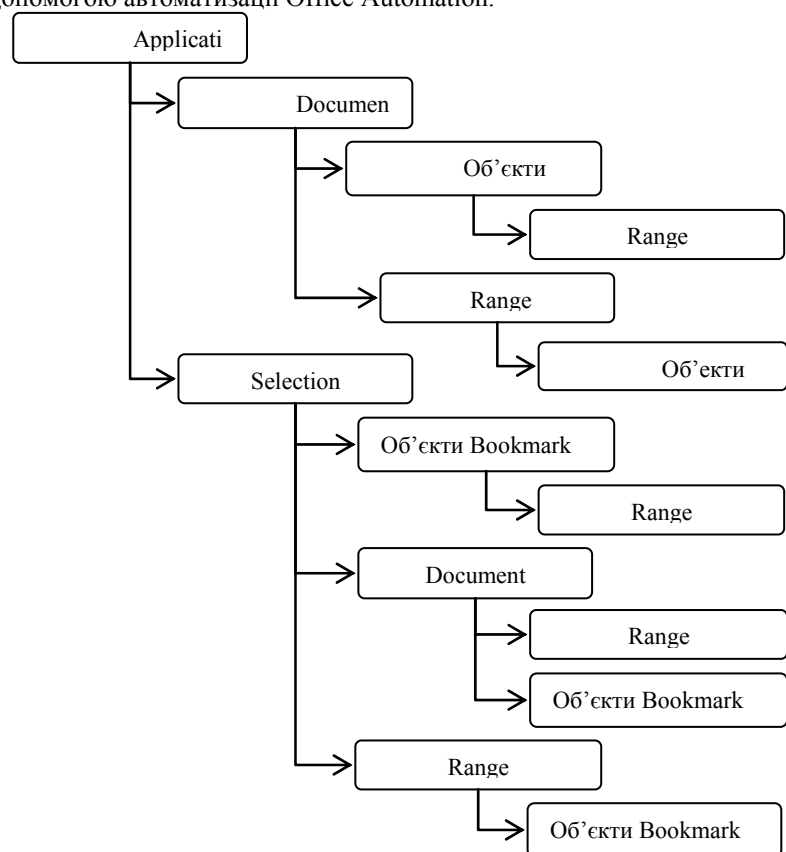 допомогою автоматизації Office Automation.
Applicati
Documen
Об’єкти
Range
Range
Об’екти
Selection
Об’єкти Bookmark
Range
Document
Range
Об’єкти Bookmark
Range
Об’єкти Bookmark